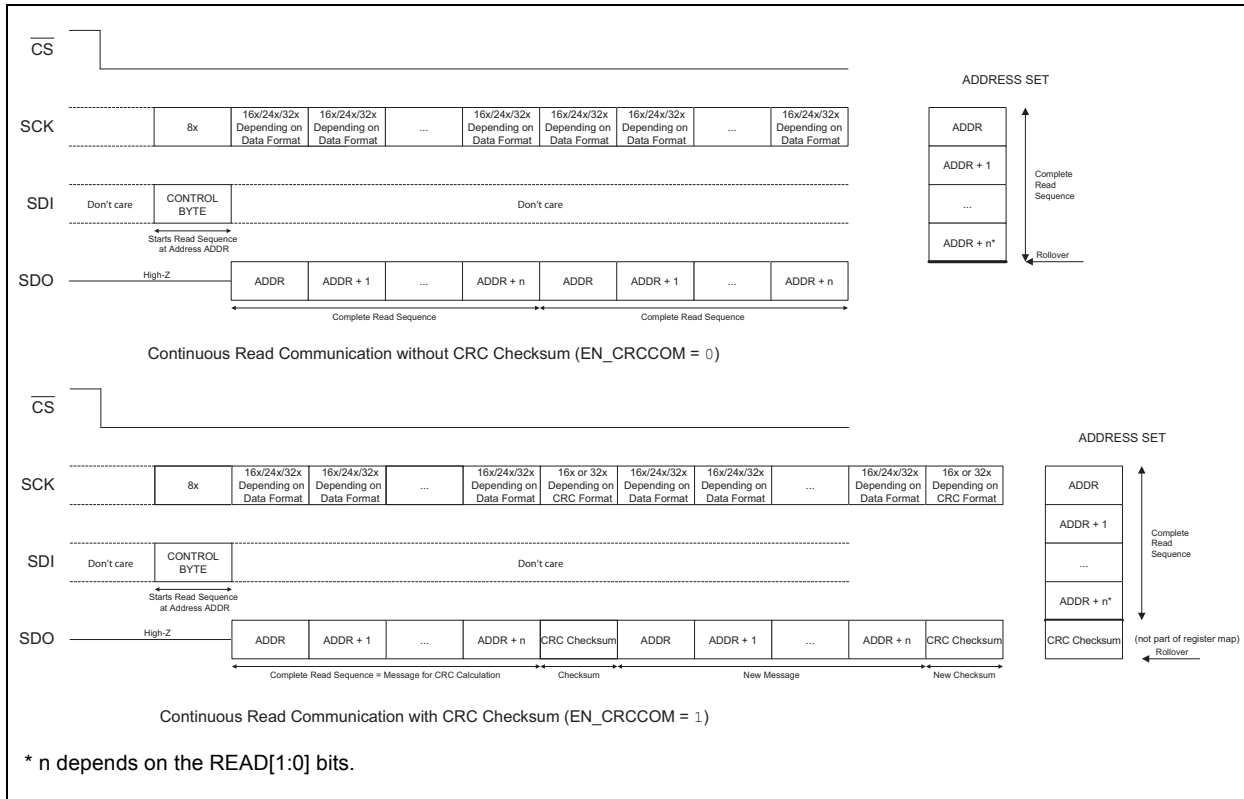 CS
ADDRESS SET
SCK
8x
16x/24x/32x
Depending on
Data Format
16x/24x/32x
Depending on
Data Format
...
16x/24x/32x
Depending on
Data Format
16x/24x/32x
Depending on
Data Format
16x/24x/32x
Depending on
Data Format
...
16x/24x/32x
Depending on
Data Format
ADDR
ADDR + 1
...
ADDR + n*
Complete
Read
Sequence
Rollover
SDI
Don't care
CONTROL
BYTE
Don't care
Starts Read Sequence
at Address ADDR
SDO
High-Z
ADDR
ADDR + 1
...
ADDR + n
ADDR
ADDR + 1
...
ADDR + n
Complete Read Sequence
Complete Read Sequence
Continuous Read Communication without CRC Checksum (EN_CRCCOM = 0)
CS
ADDRESS SET
SCK
8x
16x/24x/32x
Depending on
Data Format
16x/24x/32x
Depending on
Data Format
...
16x/24x/32x
Depending on
Data Format
16x or 32x
Depending on
CRC Format
16x/24x/32x
Depending on
Data Format
16x/24x/32x
Depending on
Data Format
...
16x/24x/32x
Depending on
Data Format
16x or 32x
Depending on
CRC Format
ADDR
ADDR + 1
...
ADDR + n*
Complete
Read
Sequence
CRC Checksum
(not part of register map)
Rollover
SDI
Don't care
CONTROL
BYTE
Don't care
Starts Read Sequence
at Address ADDR
SDO
High-Z
ADDR
ADDR + 1
...
ADDR + n
CRC Checksum
ADDR
ADDR + 1
...
ADDR + n
CRC Checksum
Complete Read Sequence = Message for CRC Calculation
Checksum
New Message
New Checksum
Continuous Read Communication with CRC Checksum (EN_CRCCOM = 1)
* n depends on the READ[1:0] bits.